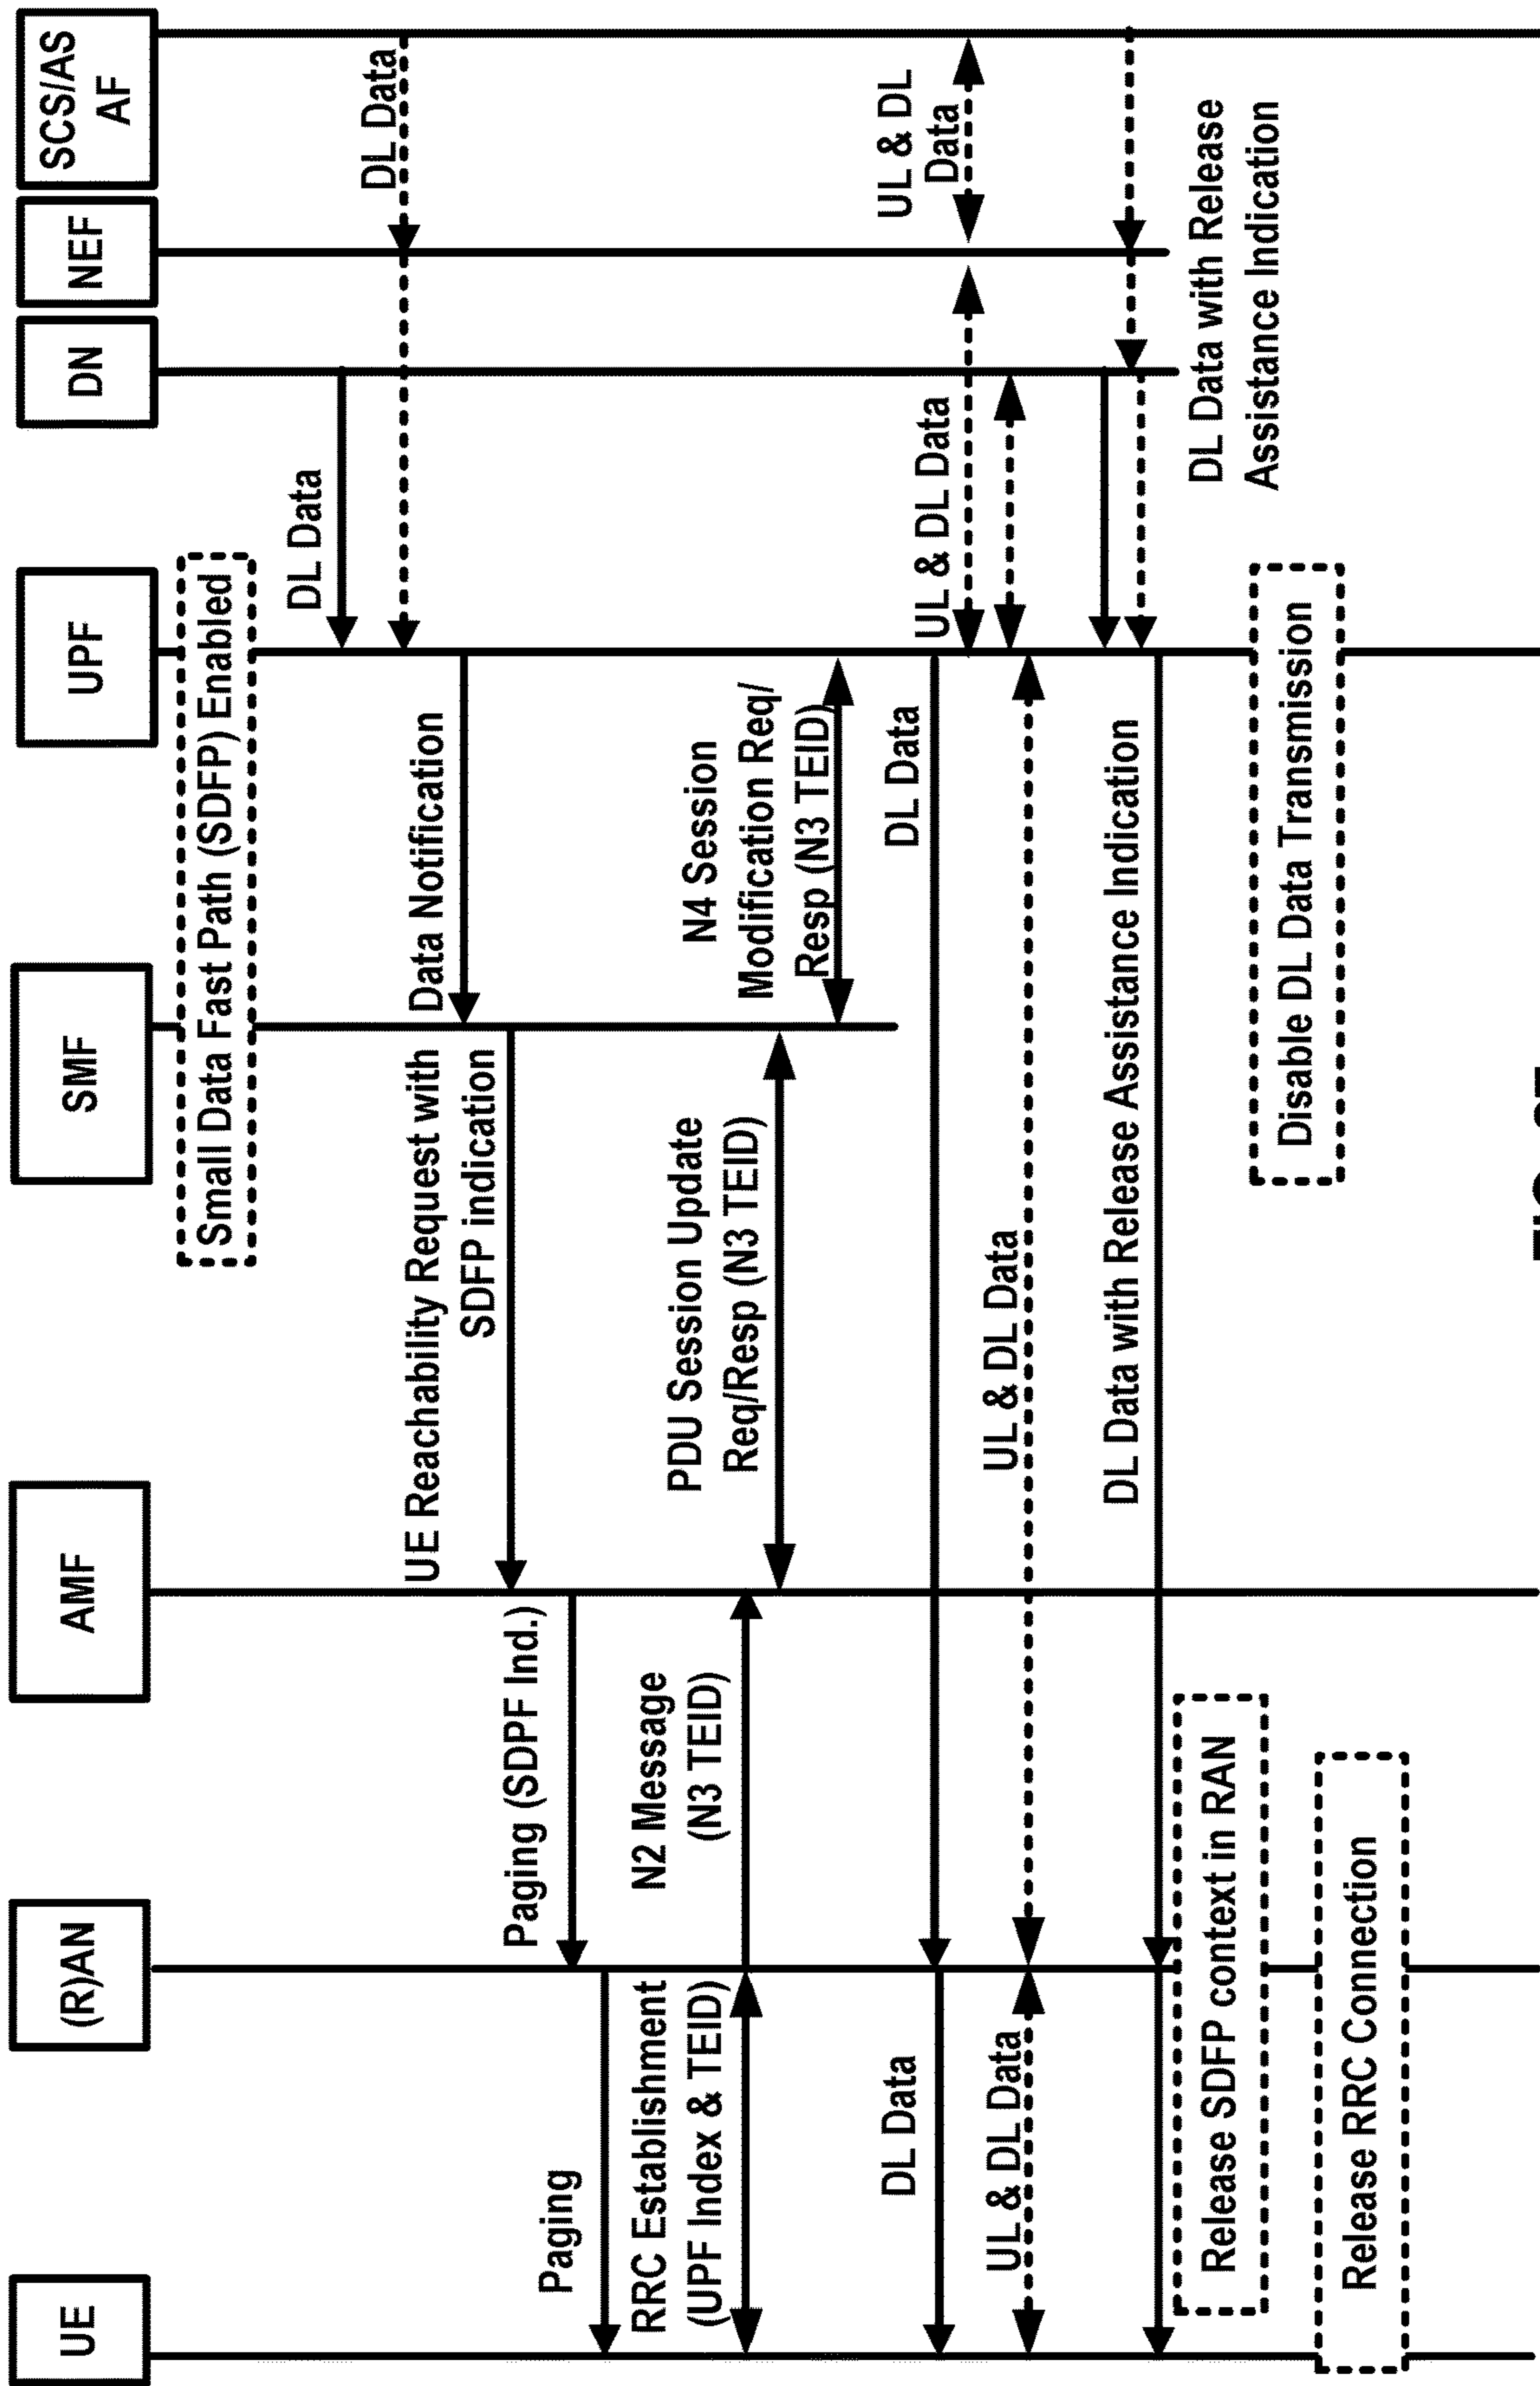 UE
(R)AN
AMF
SMF
UPF
DN
NEF
SCS/AS
AF
Small Data Fast Path (SDFP) Enabled
DL Data
DL Data
Data Notification
UE Reachability Request with
SDFP indication
Paging (SDPF Ind.)
Paging
RRC Establishment
(UPF Index & TEID)
N2 Message
(N3 TEID)
PDU Session Update
Req/Resp (N3 TEID)
N4 Session
Modification Req/
Resp (N3 TEID)
DL Data
DL Data
UL & DL Data
UL & DL
Data
UL & DL Data
UL & DL Data
DL Data with Release Assistance Indication
DL Data with Release
Assistance Indication
Release SDFP context in RAN
Disable DL Data Transmission
Release RRC Connection